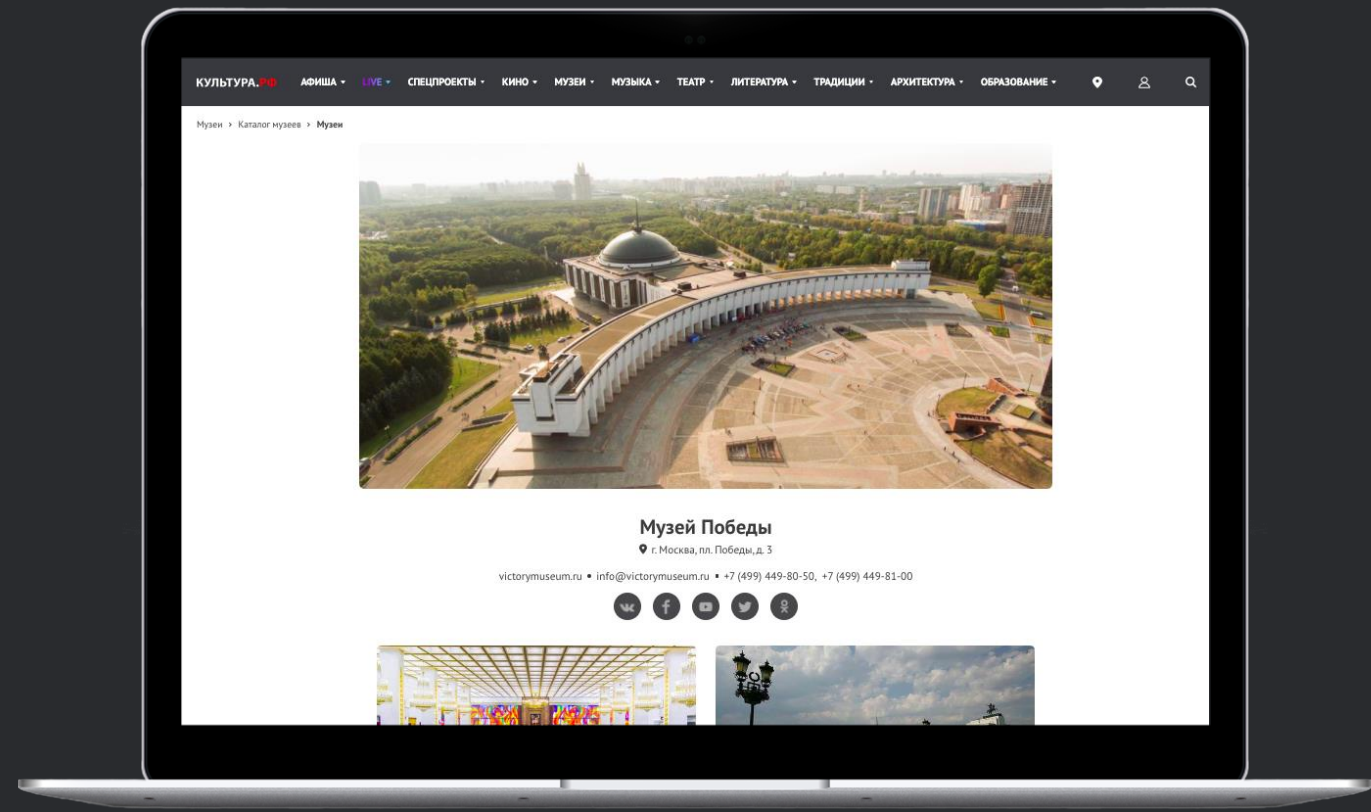 КУЛЬТУРА.РФ АФИША LIVE СПЕЦПРОЕКТЫ КИНО МУЗЕИ МУЗЫКА ТЕАТР ЛИТЕРАТУРА ТРАДИЦИИ АРХИТЕКТУРА ОБРАЗОВАНИЕ
Музеи › Каталог музеев › Музеи
Музей Победы
г. Москва, пл. Победы, д. 3
victorymuseum.ru ▪ info@victorymuseum.ru ▪ +7 (499) 449-80-50, +7 (499) 449-81-00